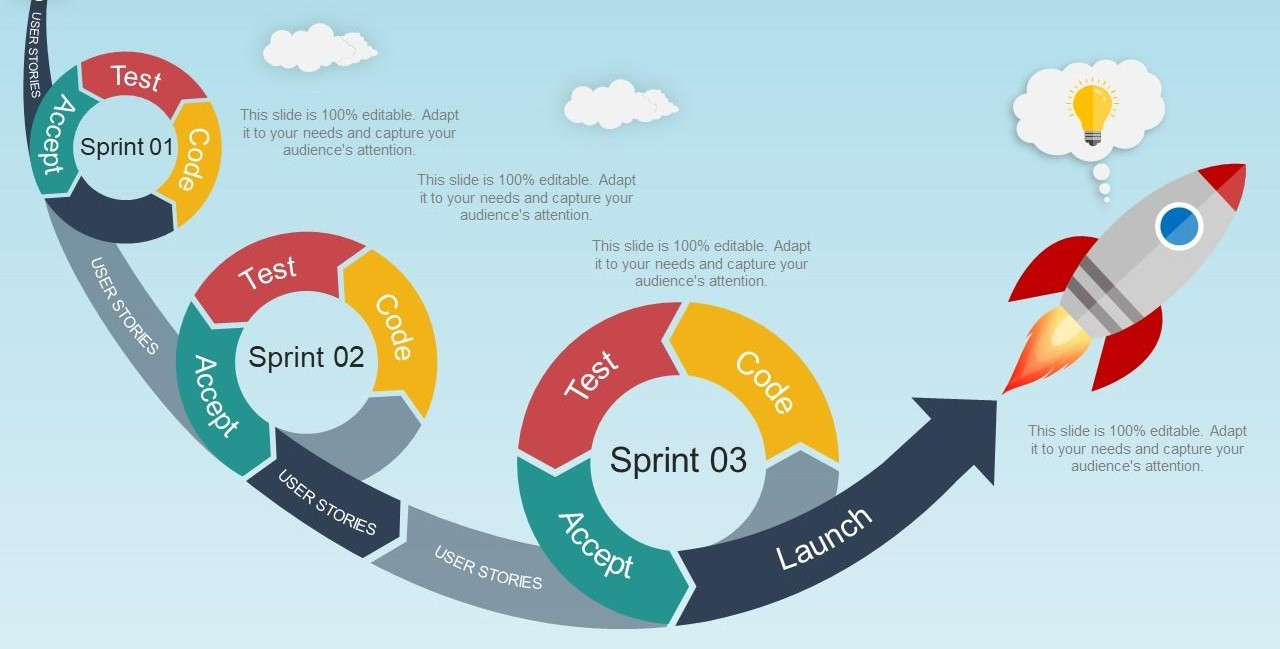 USER STORIES
Test
Accept
Code
Sprint 01
This slide is 100% editable. Adapt
it to your needs and capture your
audience's attention.
This slide is 100% editable. Adapt
it to your needs and capture your
audience's attention.
This slide is 100% editable. Adapt
it to your needs and capture your
audience's attention.
USER STORIES
Test
Code
Accept
Sprint 02
USER STORIES
Test
Code
Sprint 03
Accept
USER STORIES
Launch
This slide is 100% editable. Adapt
it to your needs and capture your
audience's attention.